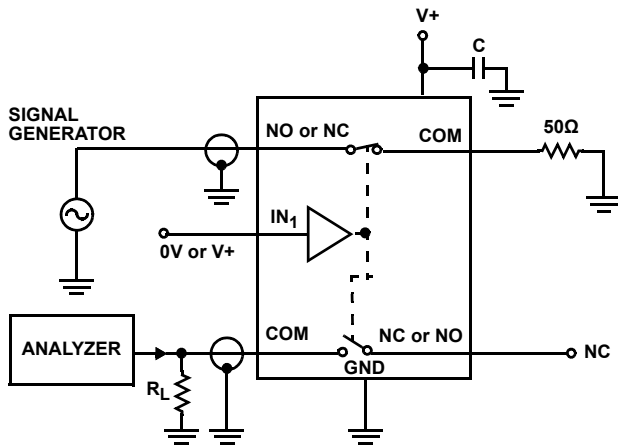 V+
C
SIGNAL
GENERATOR
NO or NC
COM
50Ω
IN1
0V or V+
ANALYZER
COM
NC or NO
NC
GND
RL